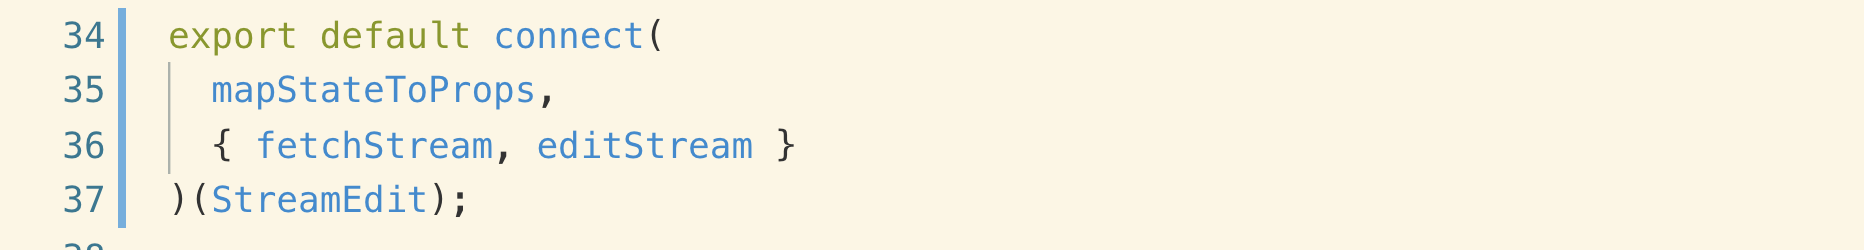 34 export default connect(
35   mapStateToProps,
36   { fetchStream, editStream }
37 )(StreamEdit);